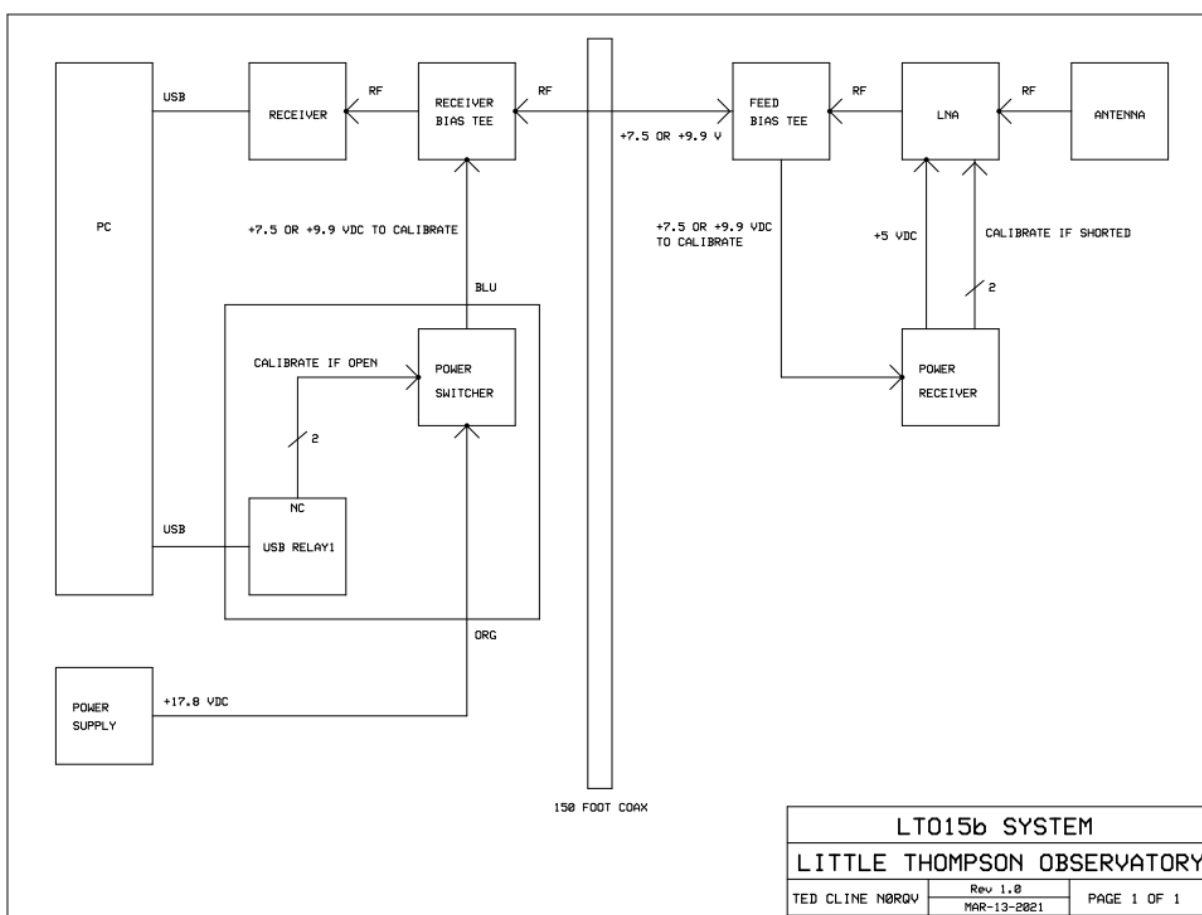 USB
RECEIVER
RF
RECEIVER
BIAS TEE
RF
+7.5 OR +9.9 V
FEED
BIAS TEE
RF
LNA
RF
ANTENNA
PC
+7.5 OR +9.9 VDC TO CALIBRATE
+7.5 OR +9.9 VDC
TO CALIBRATE
+5 VDC
CALIBRATE IF SHORTED
2
BLU
CALIBRATE IF OPEN
POWER
SWITCHER
POWER
RECEIVER
2
NC
USB RELAY1
USB
ORG
POWER
SUPPLY
+17.8 VDC
150 FOOT COAX
LTO15b SYSTEM
LITTLE THOMPSON OBSERVATORY
TED CLINE N0RQV
Rev 1.0
MAR-13-2021
PAGE 1 OF 1